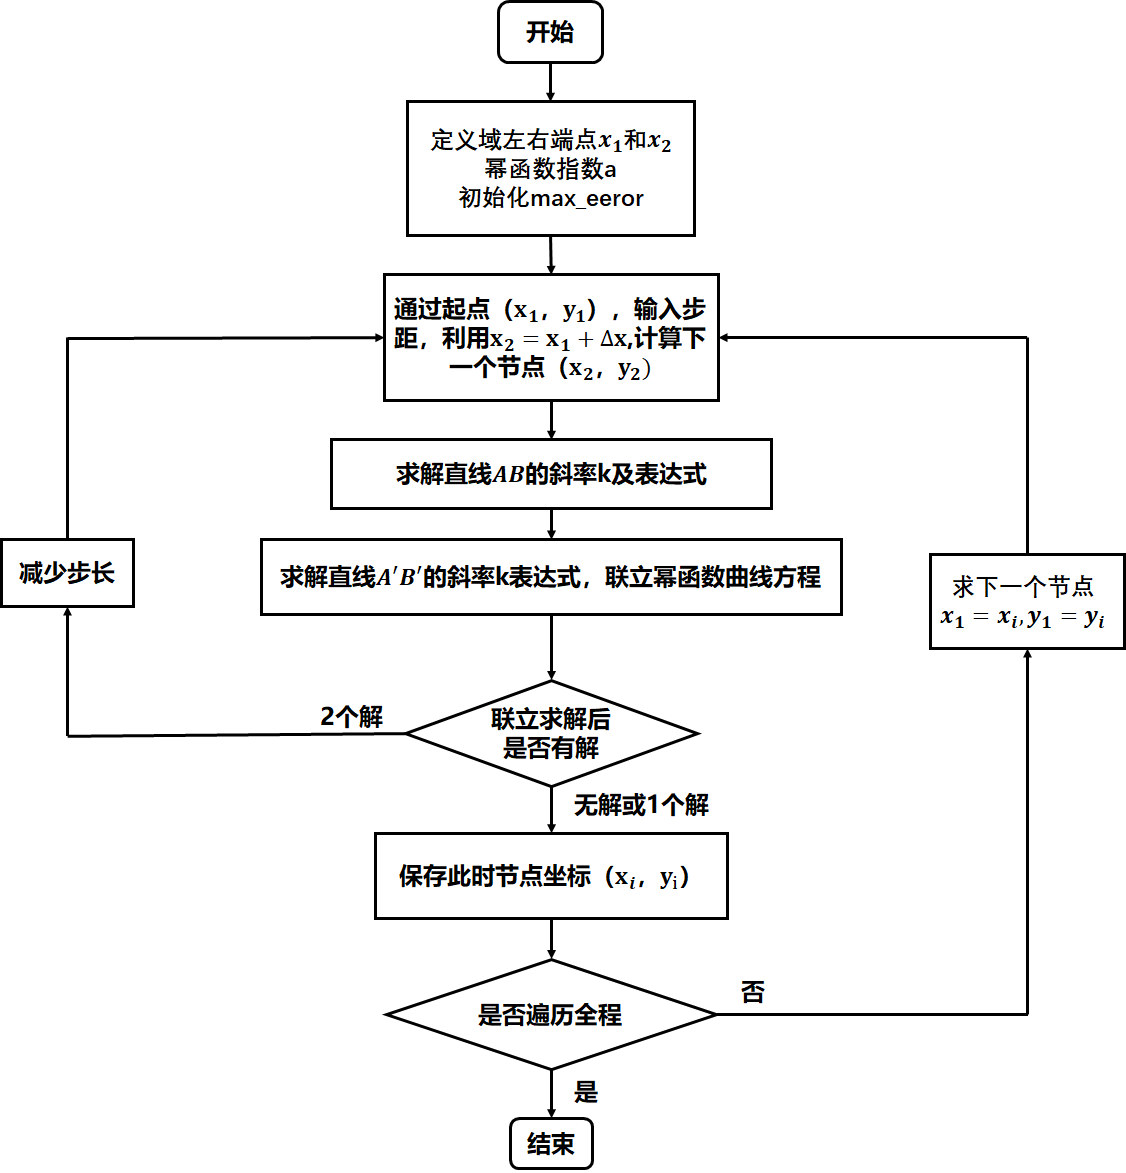 开始
定义域左右端点x₁和x₂
幂函数指数a
初始化max_eeror
通过起点（x₁，y₁），输入步
距，利用x₂ = x₁ + Δx,计算下
一个节点（x₂，y₂）
求解直线AB的斜率k及表达式
减少步长
求解直线A′B′的斜率k表达式，联立幂函数曲线方程
求下一个节点
x₁ = xᵢ, y₁ = yᵢ
2个解
联立求解后
是否有解
无解或1个解
保存此时节点坐标（xᵢ，yᵢ）
否
是否遍历全程
是
结束